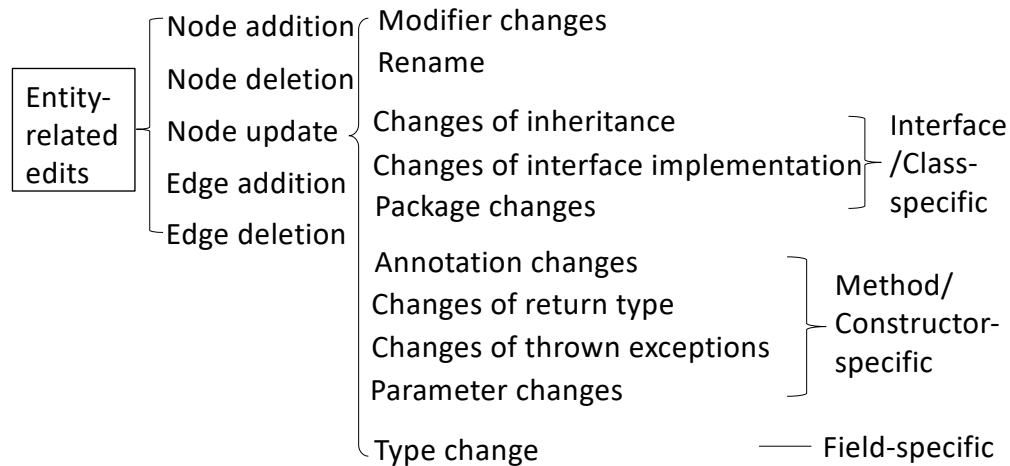 Entity-
related
edits
Node addition
Node deletion
Node update
Edge addition
Edge deletion
Modifier changes
Rename
Changes of inheritance
Changes of interface implementation
Package changes
Interface
/Class-
specific
Annotation changes
Changes of return type
Changes of thrown exceptions
Parameter changes
Method/
Constructor-
specific
Type change
Field-specific